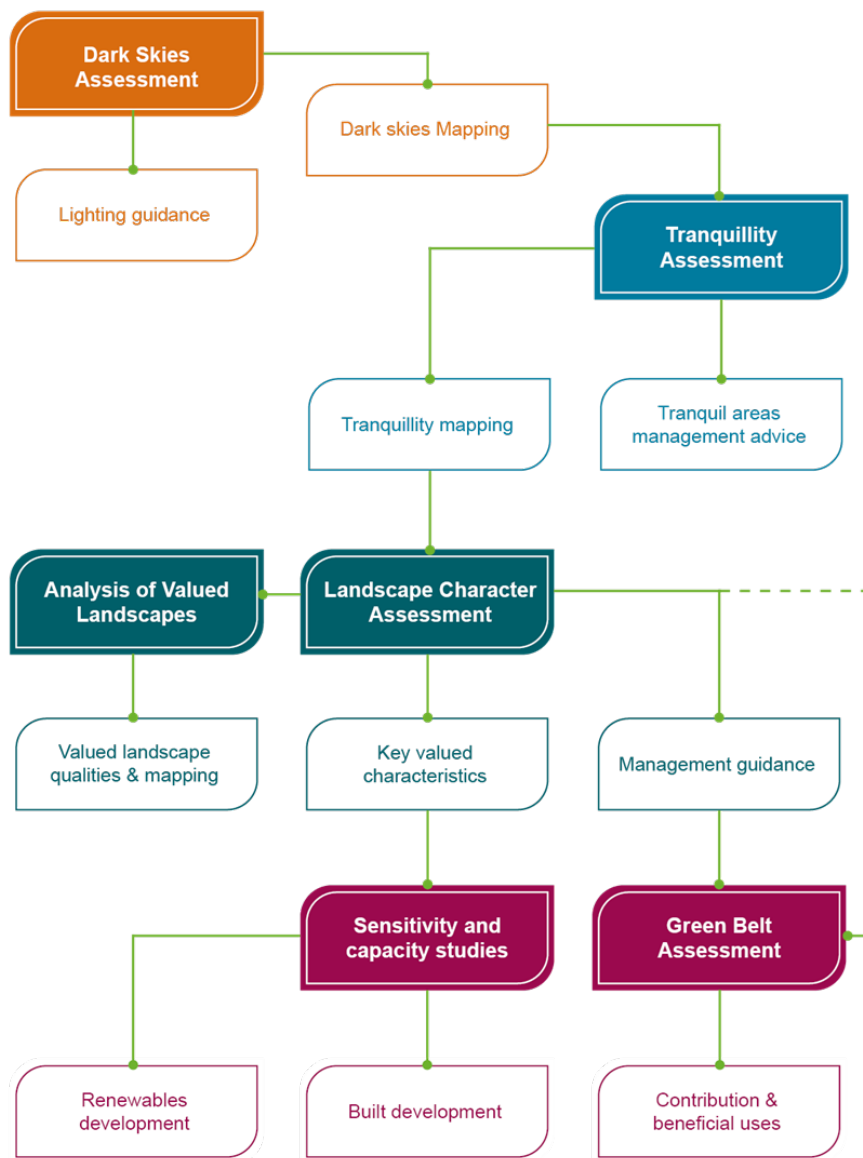 Dark Skies
Assessment
Dark skies Mapping
Lighting guidance
Tranquillity
Assessment
Tranquillity mapping
Tranquil areas
management advice
Analysis of Valued
Landscapes
Landscape Character
Assessment
Valued landscape
qualities & mapping
Key valued
characteristics
Management guidance
Sensitivity and
capacity studies
Green Belt
Assessment
Renewables
development
Built development
Contribution &
beneficial uses